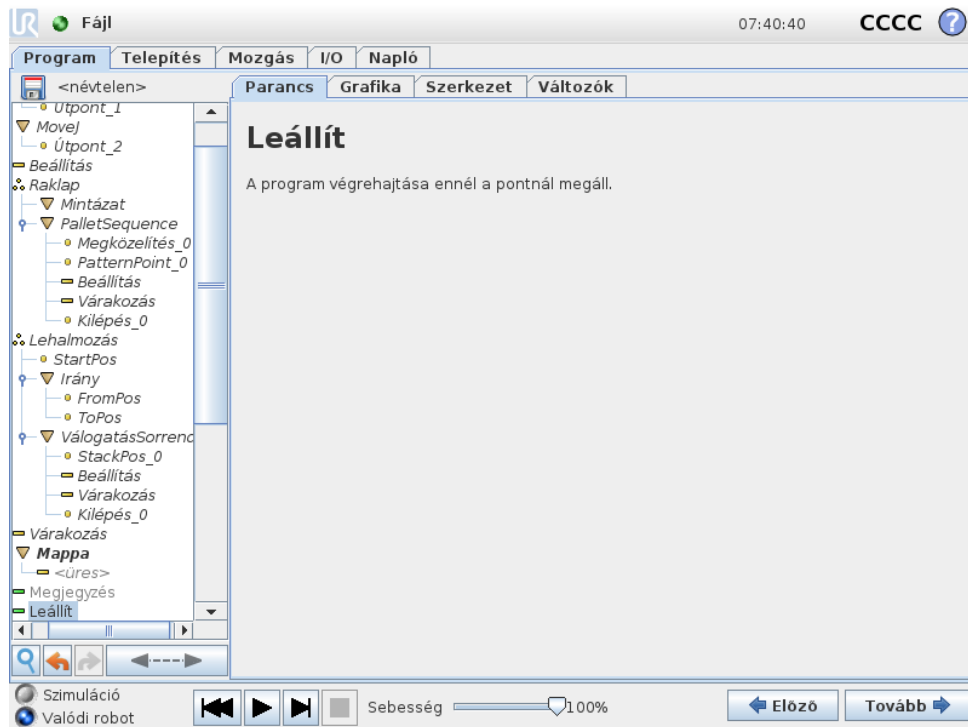 UR Fájl 07:40:40 CCCC ?
Program Telepítés Mozgás I/O Napló
<névtelen>
Parancs Grafika Szerkezet Változók
Útpont_1
MoveJ
Útpont_2
Beállítás
Raklap
Mintázat
PalletSequence
Megközelítés_0
PatternPoint_0
Beállítás
Várakozás
Kilépés_0
Lehalmozás
StartPos
Irány
FromPos
ToPos
VálogatásSorrend
StackPos_0
Beállítás
Várakozás
Kilépés_0
Várakozás
Mappa
<üres>
Megjegyzés
Leállít
Leállít
A program végrehajtása ennél a pontnál megáll.
Szimuláció
Valódi robot
Sebesség 100%
Előző Tovább